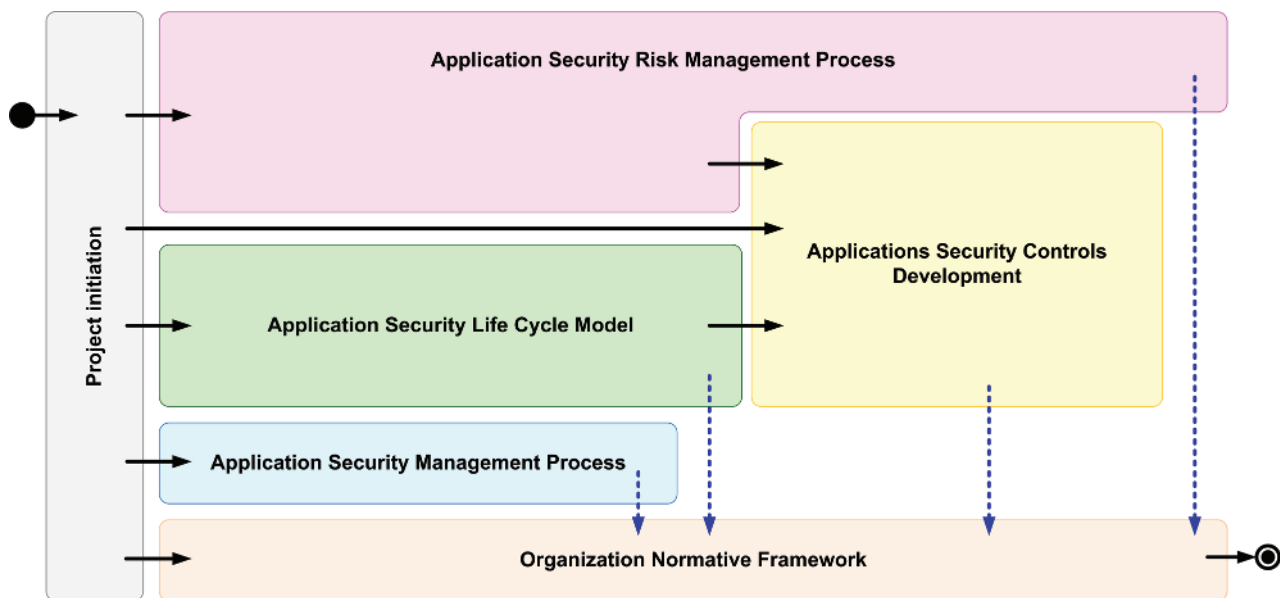 Application Security Risk Management Process
Project initiation
Applications Security Controls
Development
Application Security Life Cycle Model
Application Security Management Process
Organization Normative Framework